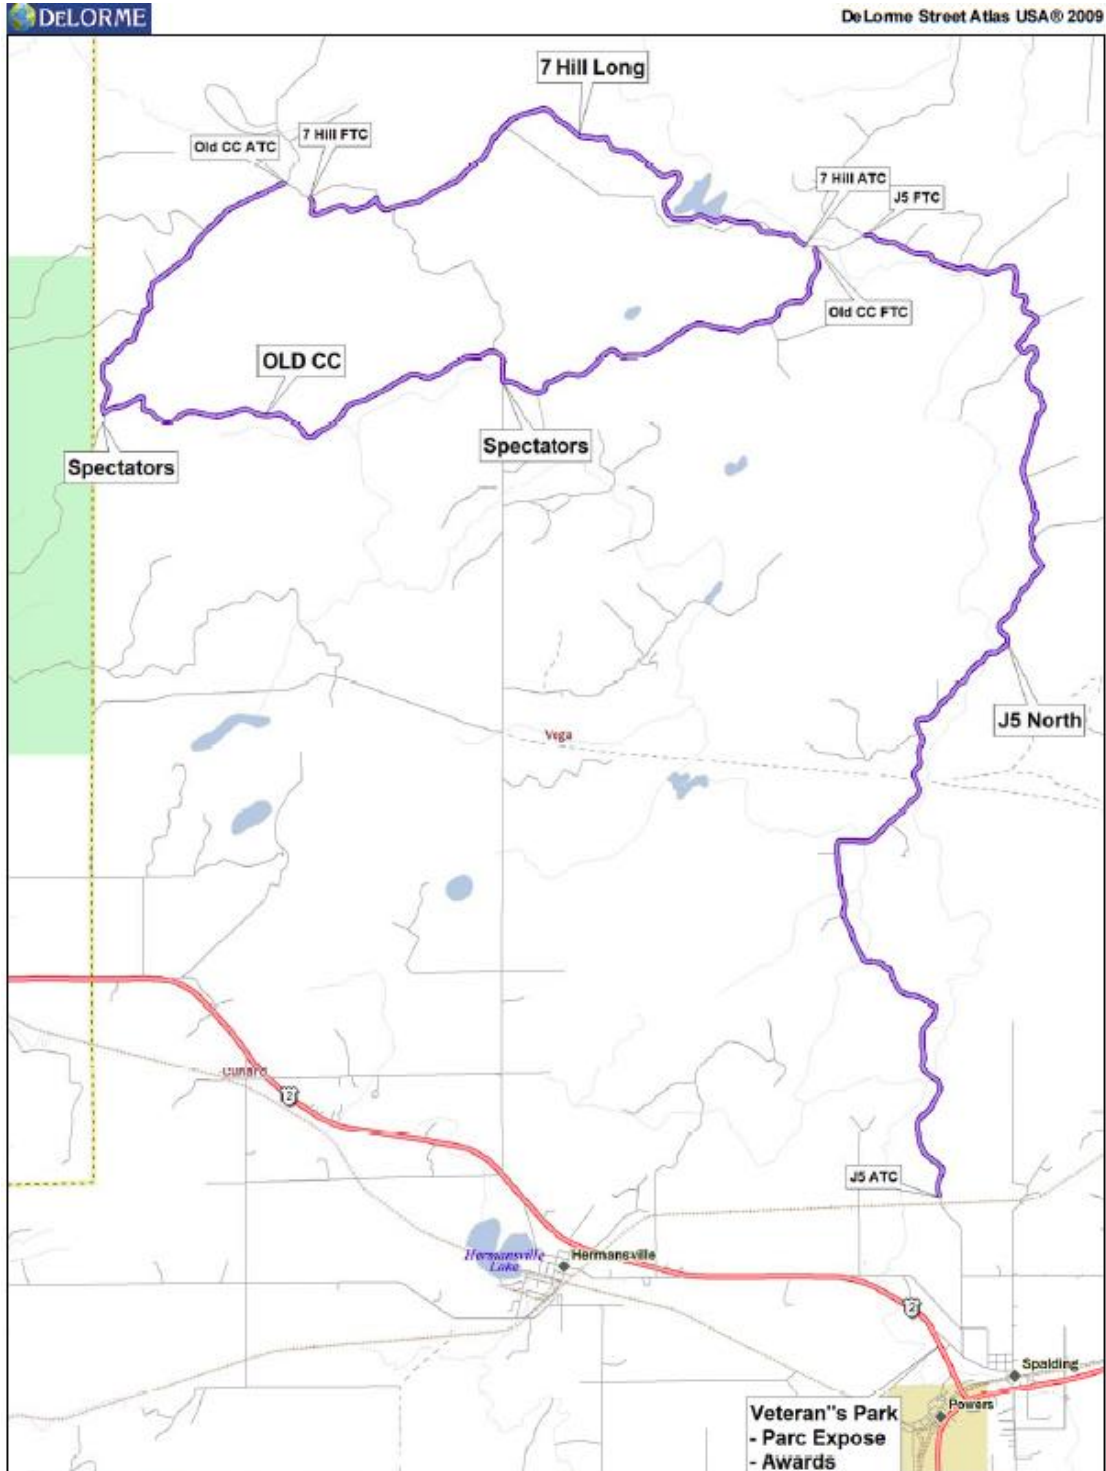 DELORME
DeLorme Street Atlas USA® 2009
7 Hill Long
7 Hill FTC
Old CC ATC
7 Hill ATC
J5 FTC
Old CC FTC
OLD CC
Spectators
Spectators
J5 North
Vega
Cunard
2
J5 ATC
Hermansville
Lake
Hermansville
2
Spalding
Powers
Veteran"s Park
- Parc Expose
- Awards